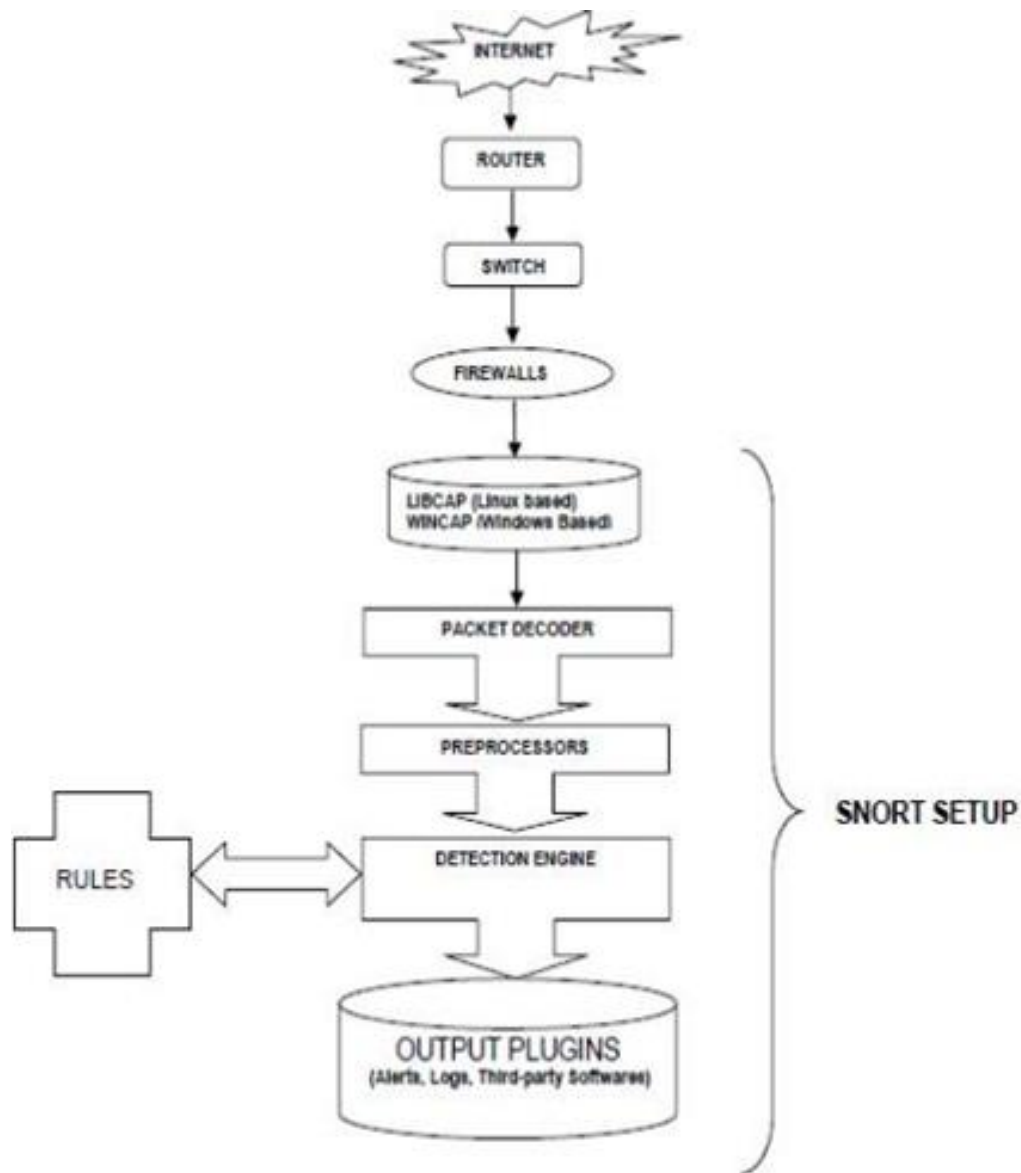 INTERNET
ROUTER
SWITCH
FIREWALLS
LIBCAP (Linux based)
WINCAP (Windows Based)
PACKET DECODER
PREPROCESSORS
SNORT SETUP
DETECTION ENGINE
RULES
OUTPUT PLUGINS
(Alerts, Logs, Third-party Softwares)